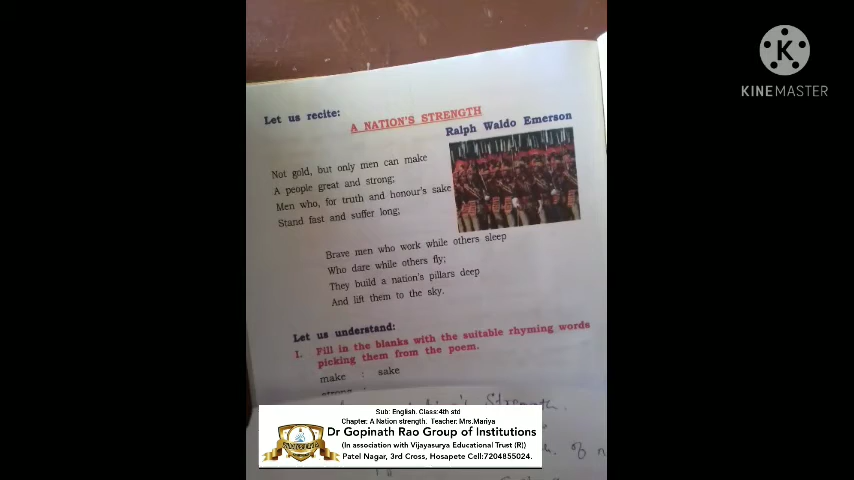 KINEMASTER
Let us recite:
A NATION'S STRENGTH
Ralph Waldo Emerson
Not gold, but only men can make
A people great and strong;
Men who, for truth and honour's sake
Stand fast and suffer long;
Brave men who work while others sleep
Who dare while others fly;
They build a nation's pillars deep
And lift them to the sky.
Let us understand:
1. Fill in the blanks with the suitable rhyming words
picking them from the poem.
make : sake
Strength.
Sub: English. Class:4th std
Chapter: A Nation strength. Teacher: Mrs.Mariya
Dr Gopinath Rao Group of Institutions
(In association with Vijayasurya Educational Trust (R))
Patel Nagar, 3rd Cross, Hosapete Cell:7204855024.